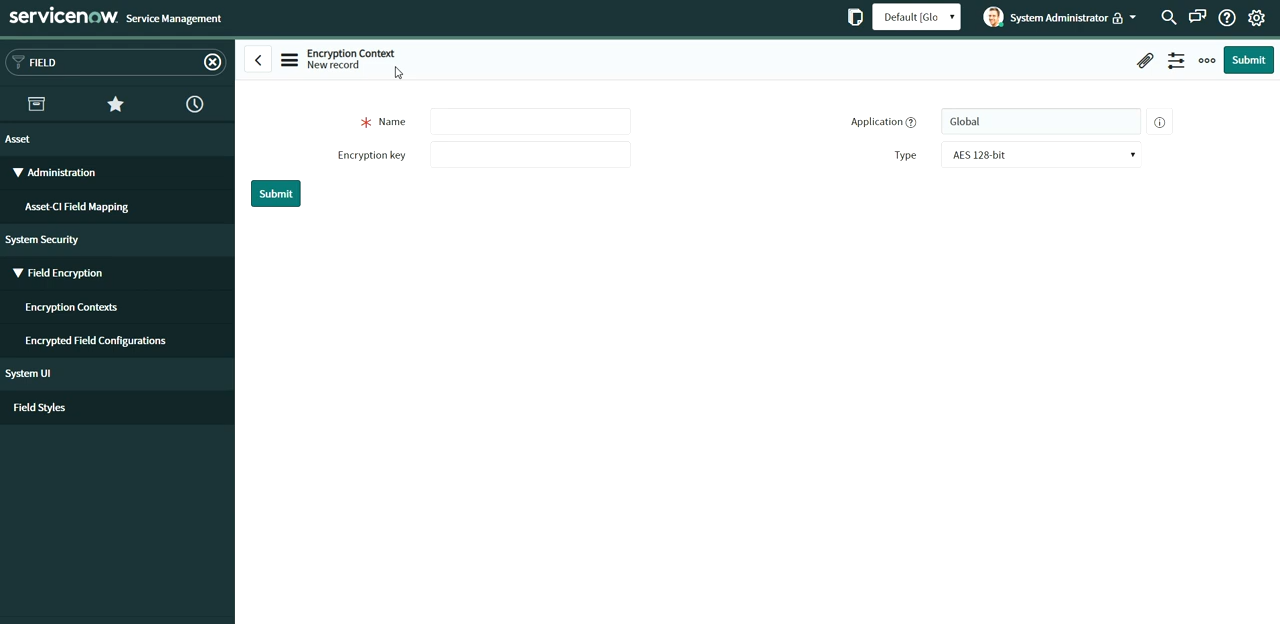 servicenow. Service Management
Default [Glo
System Administrator
FIELD
Asset
Administration
Asset-CI Field Mapping
System Security
Field Encryption
Encryption Contexts
Encrypted Field Configurations
System UI
Field Styles
Encryption Context
New record
Submit
Name
Application
Global
Encryption key
Type
AES 128-bit
Submit